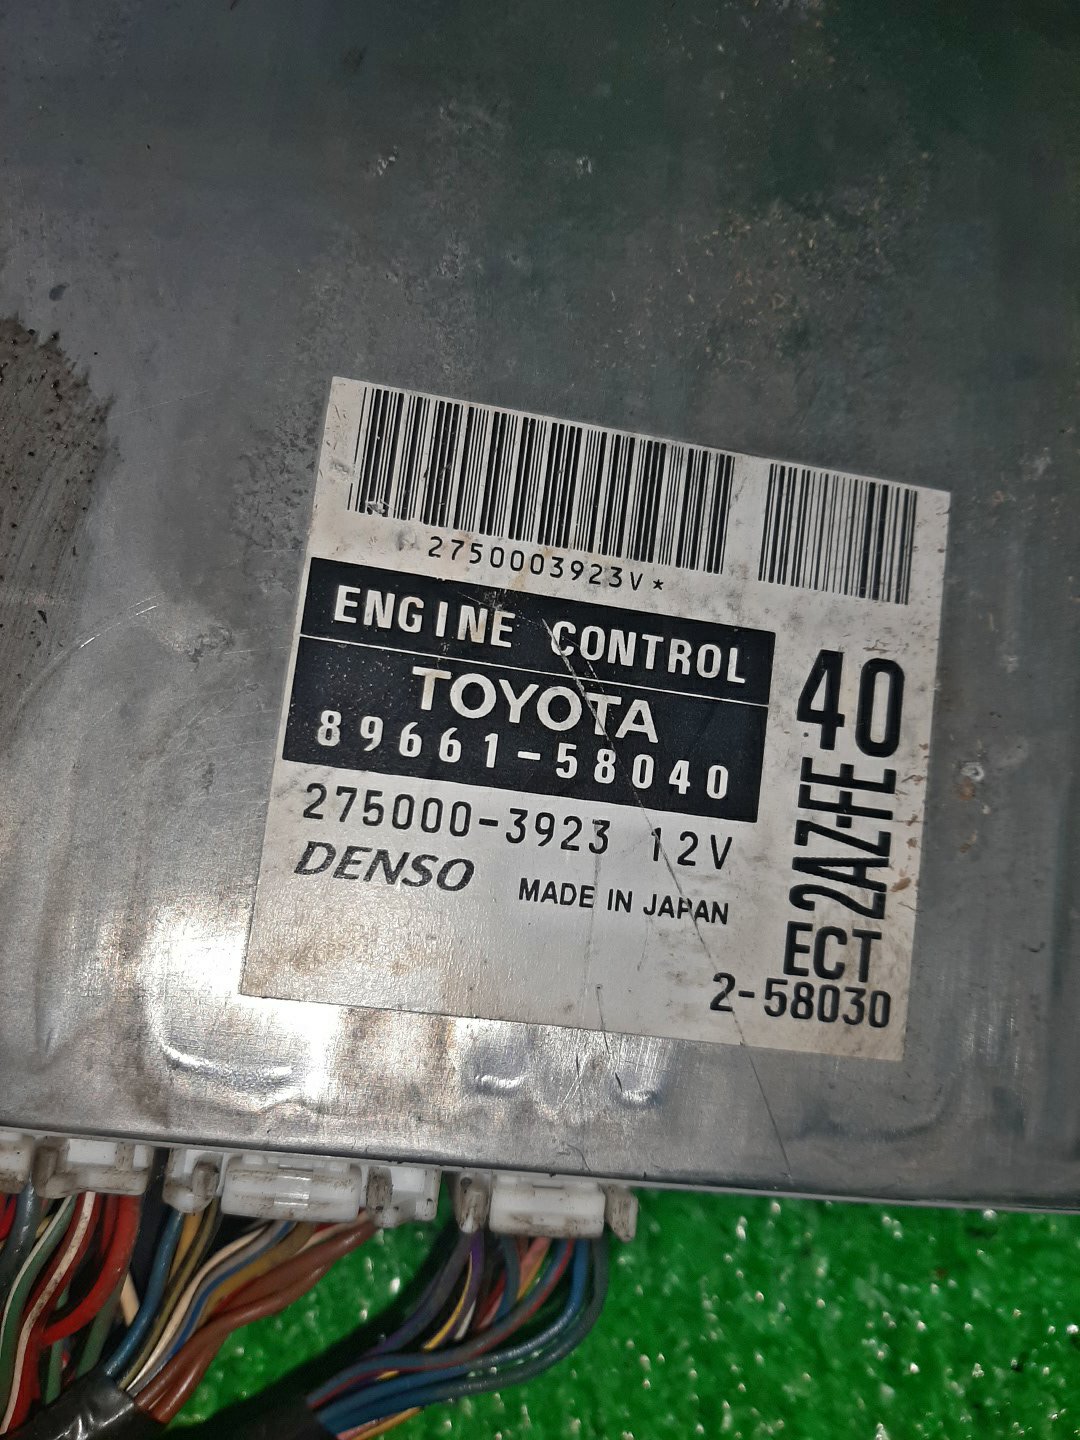 2750003923V*
ENGINE CONTROL
TOYOTA
89661-58040
275000-3923 12V
DENSO
MADE IN JAPAN
40
2AZ-FE
ECT
2-58030